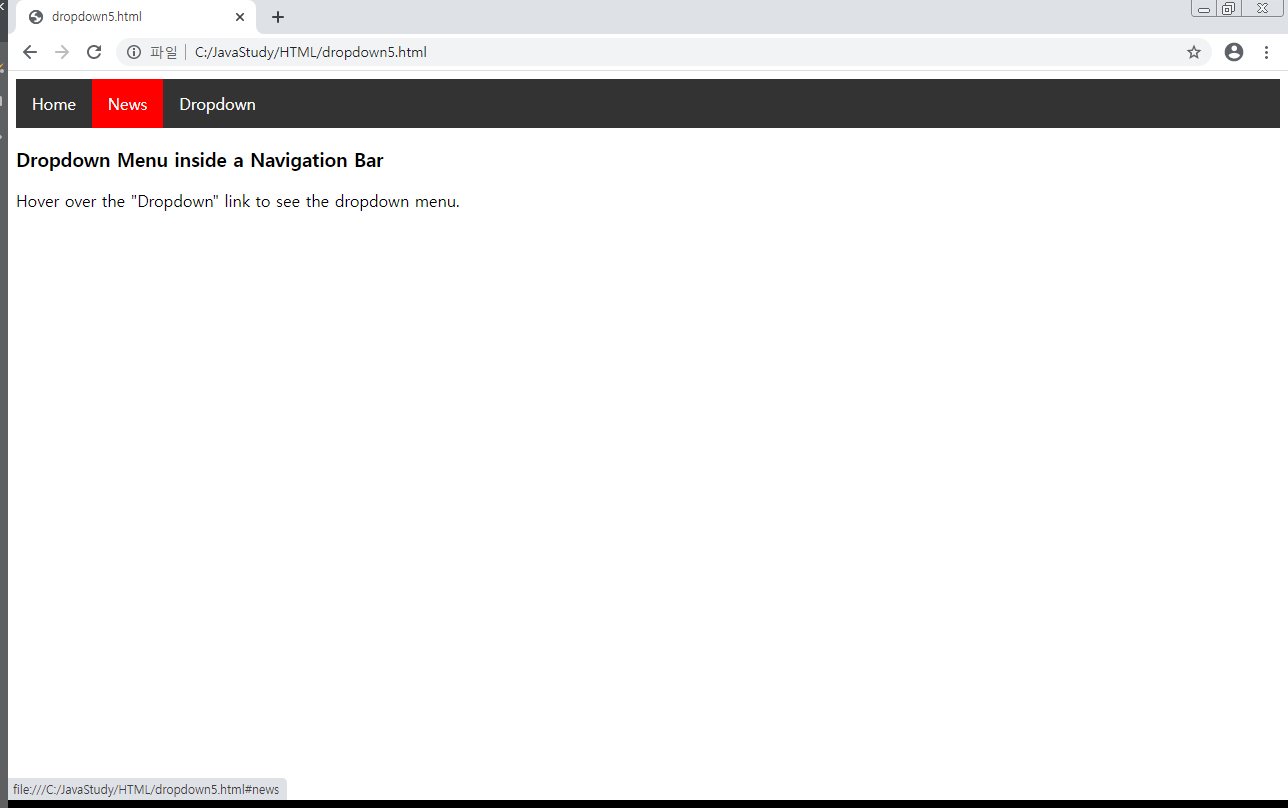 dropdown5.html
파일 C:/JavaStudy/HTML/dropdown5.html
Home News Dropdown
Dropdown Menu inside a Navigation Bar
Hover over the "Dropdown" link to see the dropdown menu.
file:///C:/JavaStudy/HTML/dropdown5.html#news